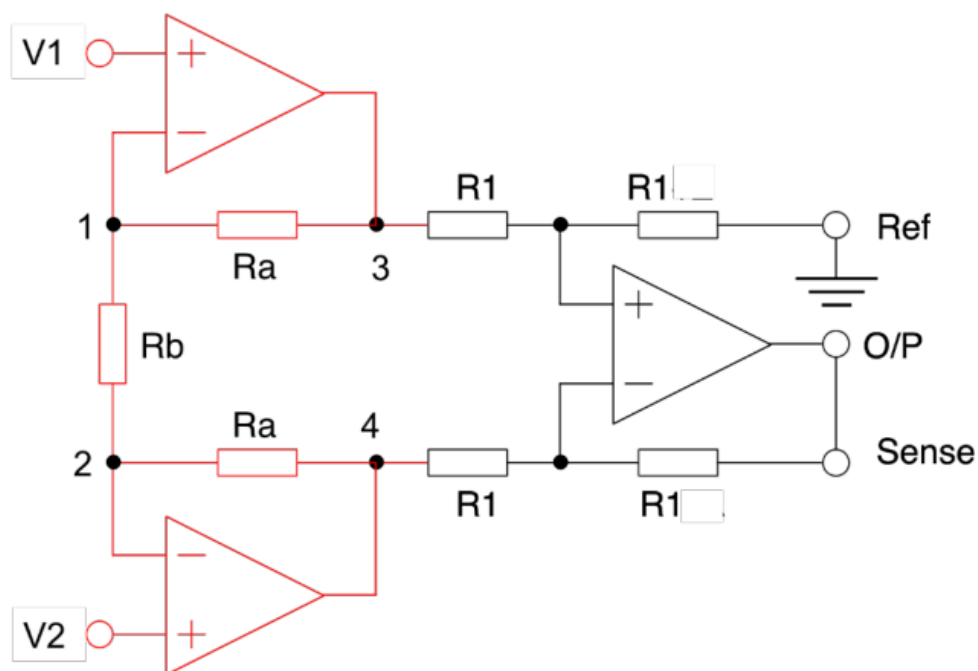 V1
+
−
1
Ra
3
R1
R1
Ref
Rb
+
−
O/P
Ra
4
2
R1
R1
Sense
−
V2
+